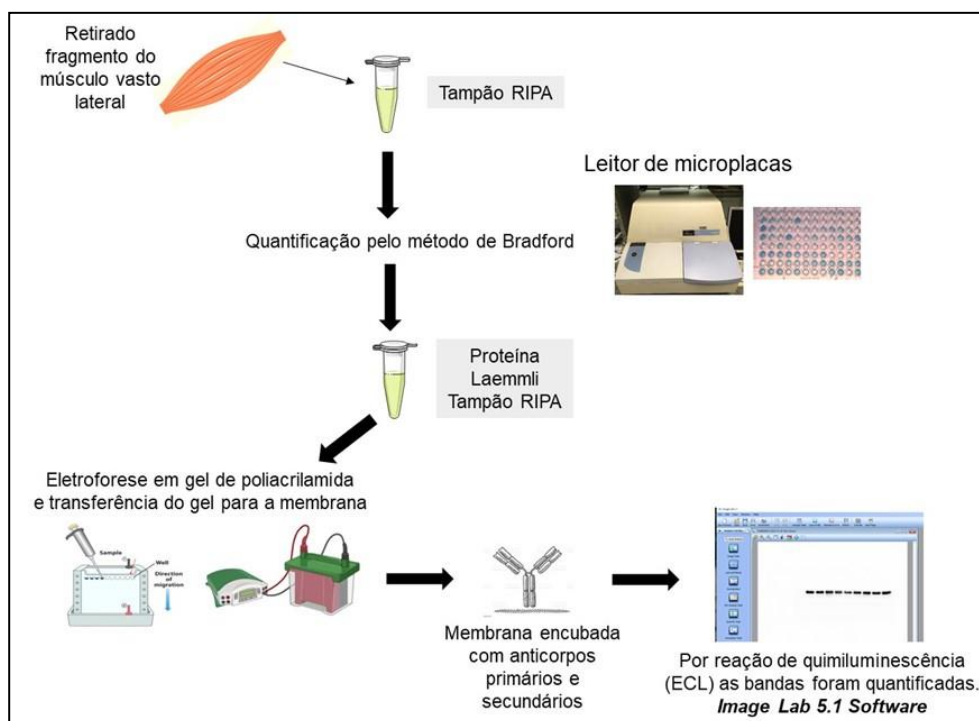 Retirado
fragmento do
músculo vasto
lateral
Tampão RIPA
Leitor de microplacas
Quantificação pelo método de Bradford
Proteína
Laemmli
Tampão RIPA
Eletroforese em gel de poliacrilamida
e transferência do gel para a membrana
Sample
Well
Direction
of
migration
Membrana encubada
com anticorpos
primários e
secundários
Por reação de quimiluminescência
(ECL) as bandas foram quantificadas.
Image Lab 5.1 Software